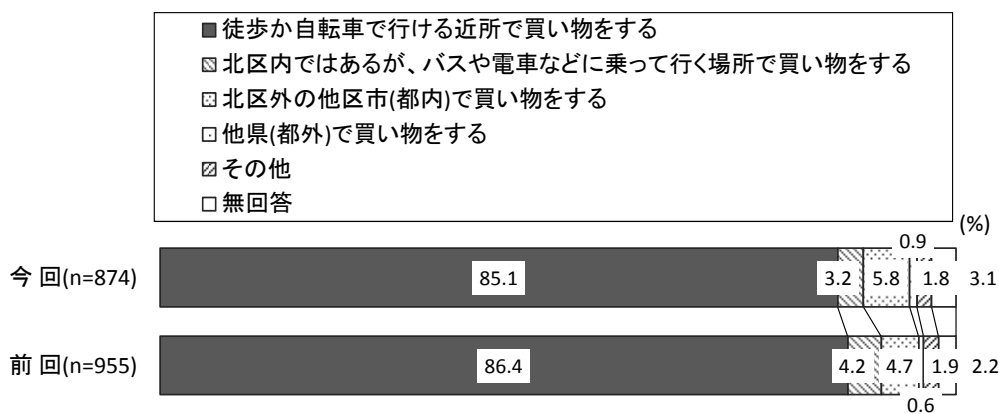 徒歩か自転車で行ける近所で買い物をする
北区内ではあるが、バスや電車などに乗って行く場所で買い物をする
北区外の他区市(都内)で買い物をする
他県(都外)で買い物をする
その他
無回答
(%)
0.9
今 回(n=874) 85.1 3.2 5.8 1.8 3.1
前 回(n=955) 86.4 4.2 4.7 1.9 2.2
0.6